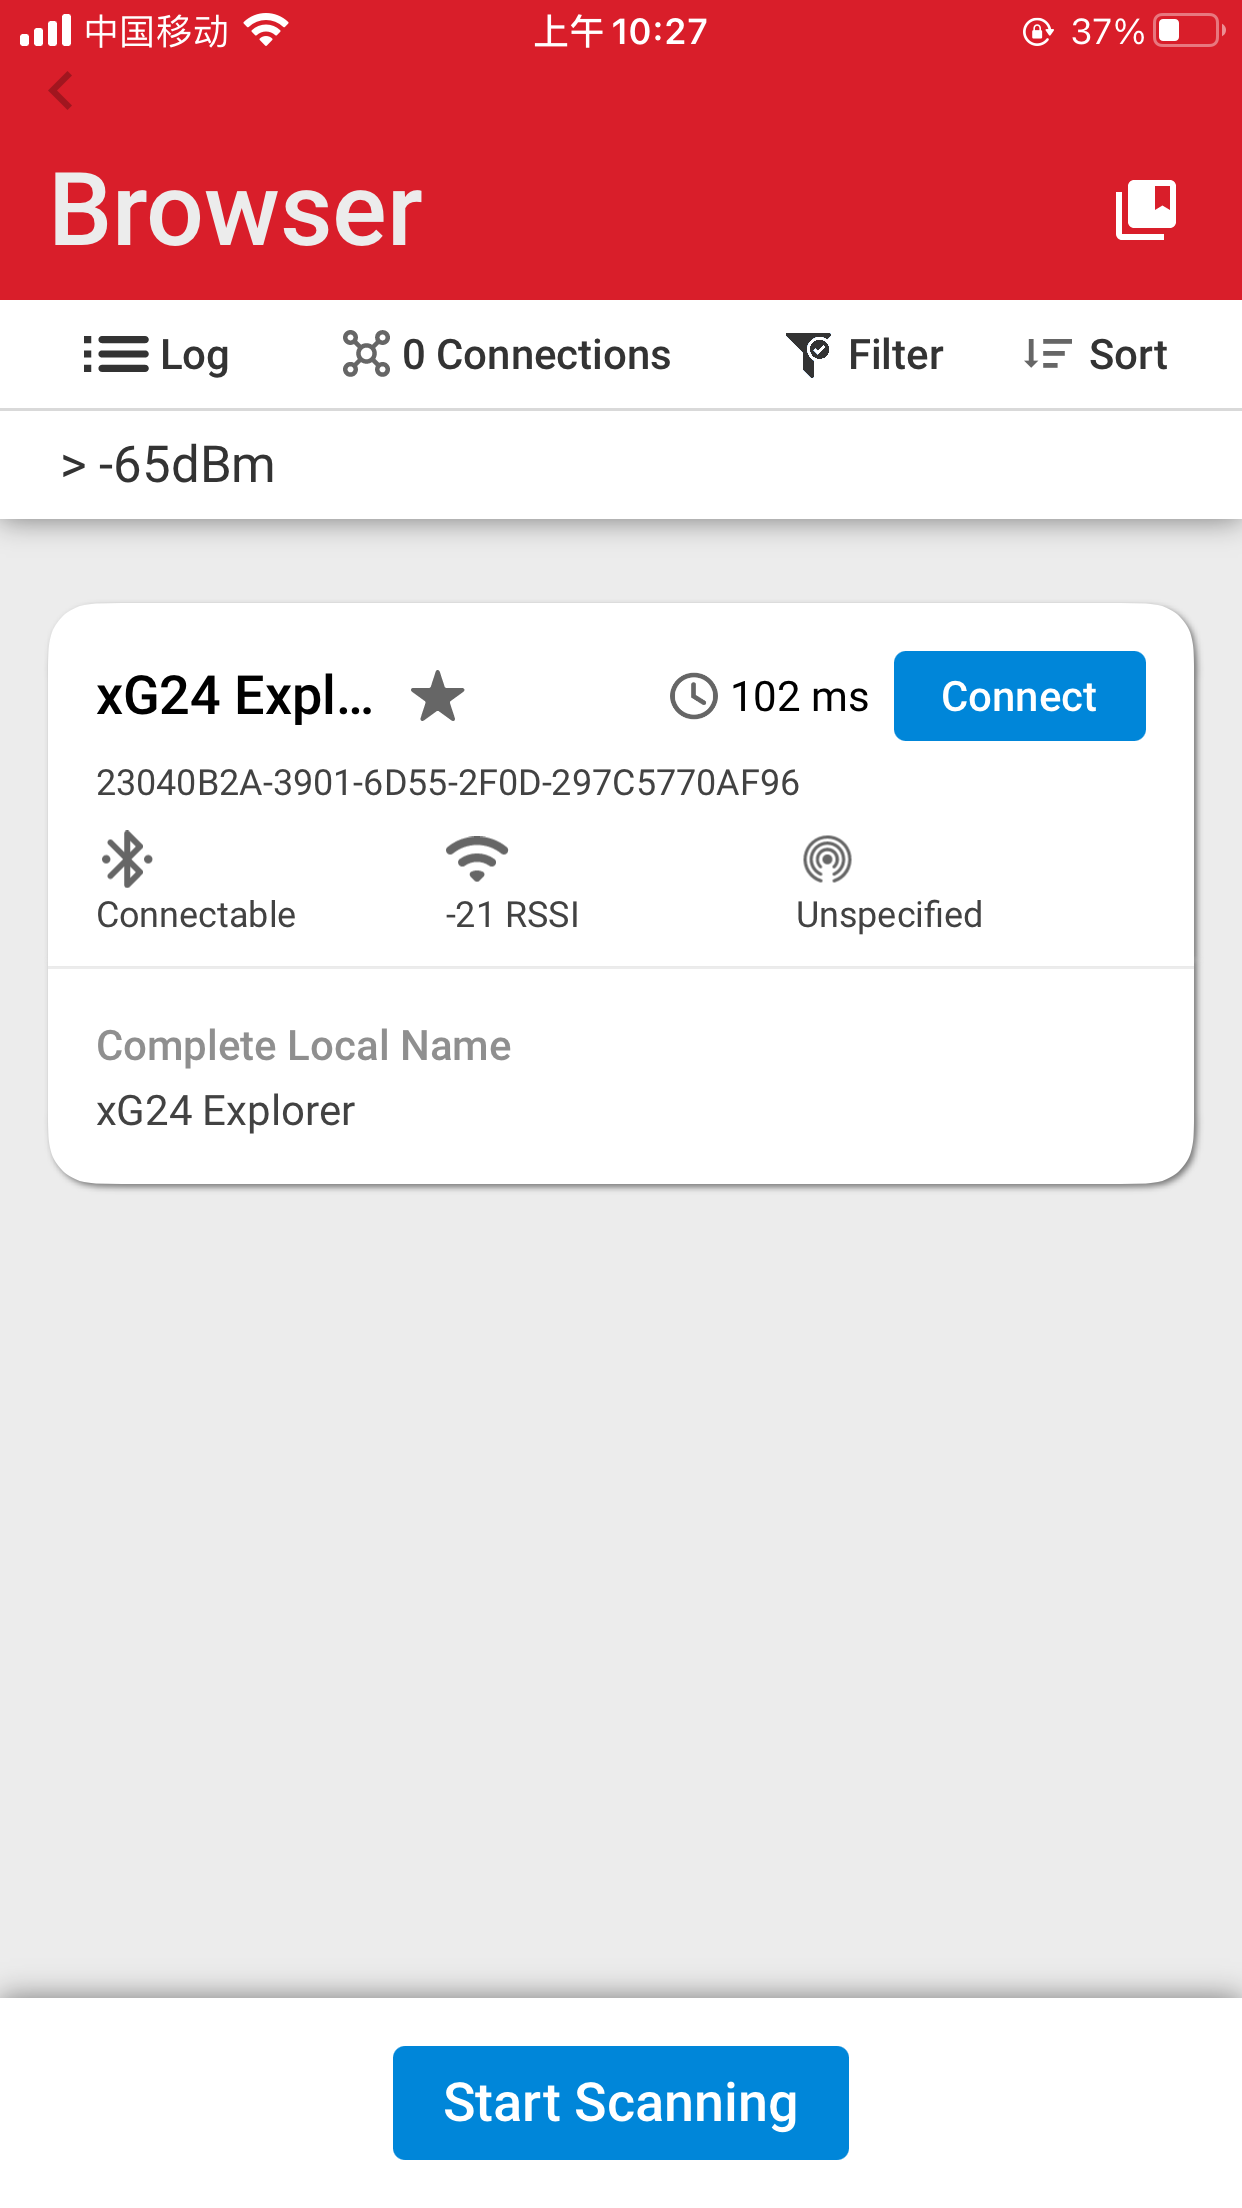 中国移动 上午10:27 37%
Browser
Log 0 Connections Filter Sort
> -65dBm
xG24 Expl... 102 ms Connect
23040B2A-3901-6D55-2F0D-297C5770AF96
Connectable -21 RSSI Unspecified
Complete Local Name
xG24 Explorer
Start Scanning